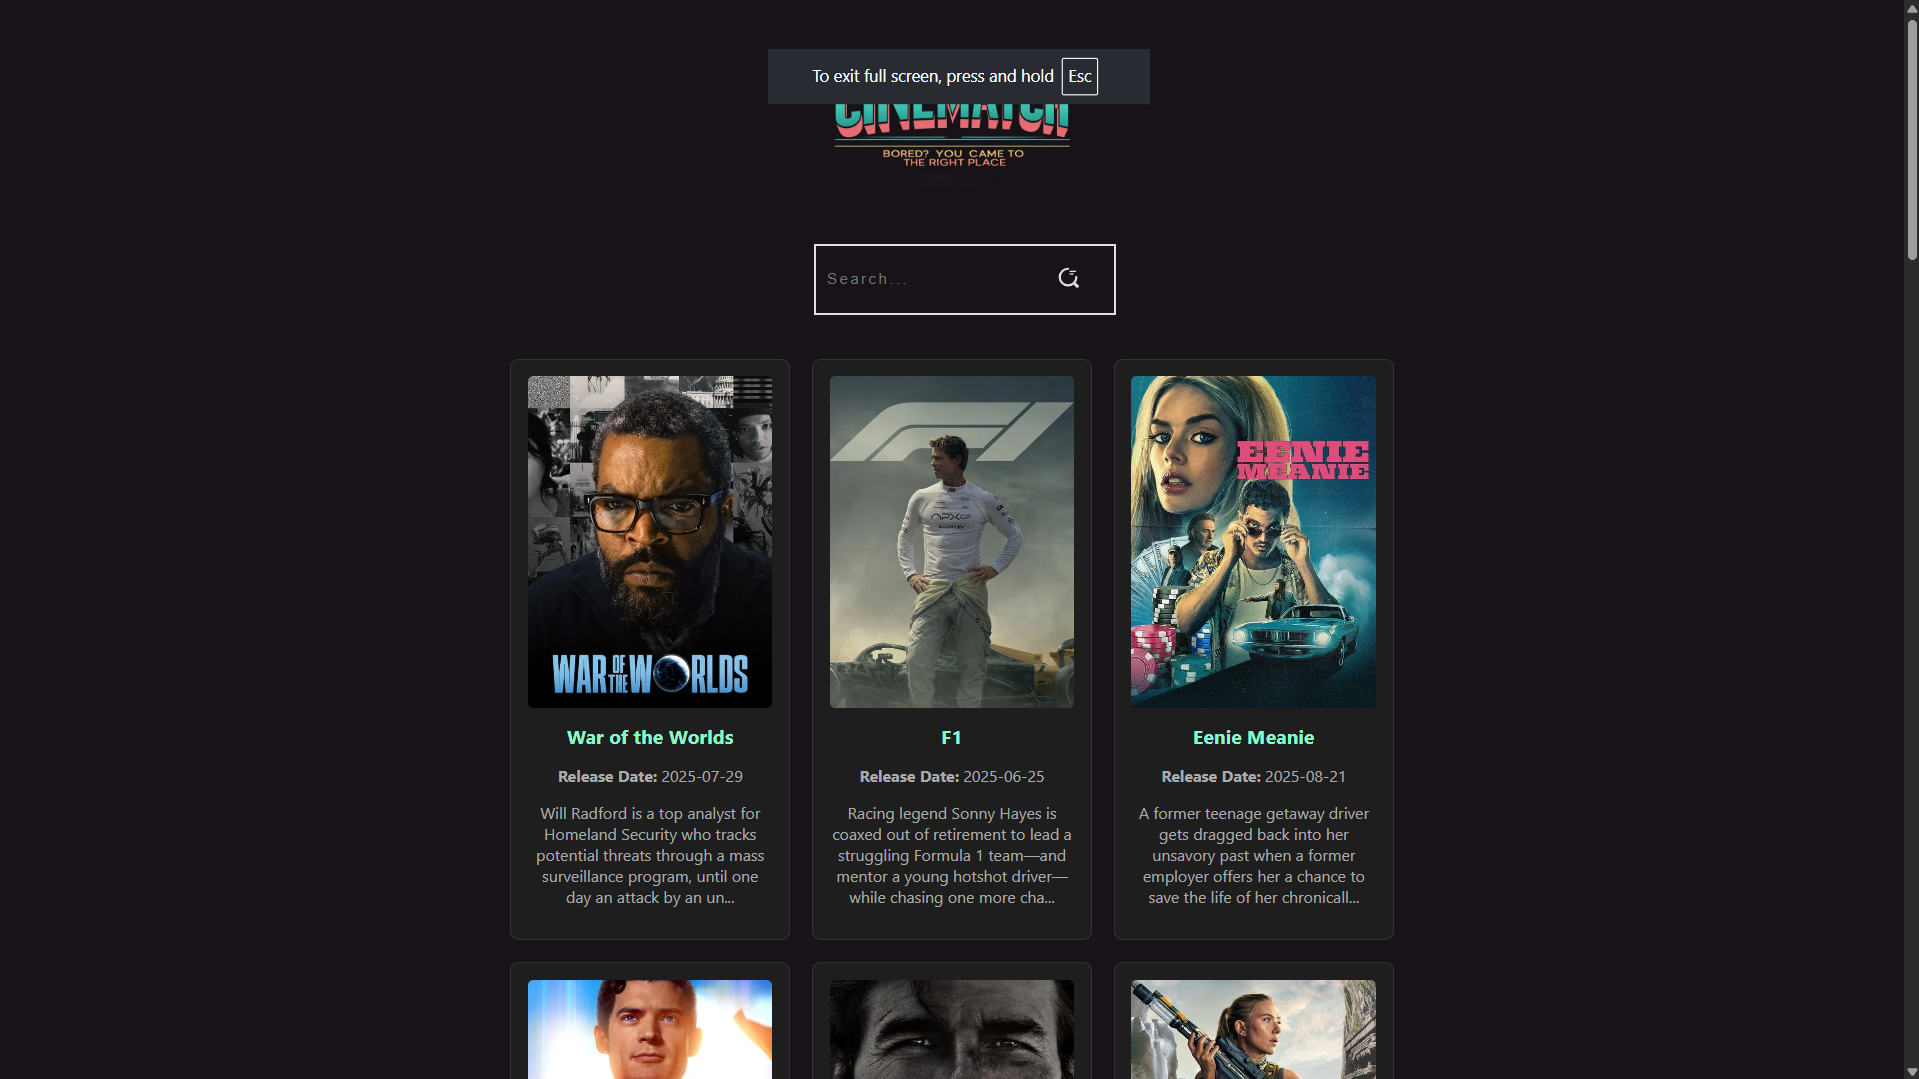 To exit full screen, press and hold Esc
CINEMATCH
BORED? YOU CAME TO
THE RIGHT PLACE
Search...
WAR OF THE WORLDS
F1
APXGP
EENIE
MEANIE
War of the Worlds
Release Date: 2025-07-29
Will Radford is a top analyst for
Homeland Security who tracks
potential threats through a mass
surveillance program, until one
day an attack by an un...
F1
Release Date: 2025-06-25
Racing legend Sonny Hayes is
coaxed out of retirement to lead a
struggling Formula 1 team—and
mentor a young hotshot driver—
while chasing one more cha...
Eenie Meanie
Release Date: 2025-08-21
A former teenage getaway driver
gets dragged back into her
unsavory past when a former
employer offers her a chance to
save the life of her chronicall...